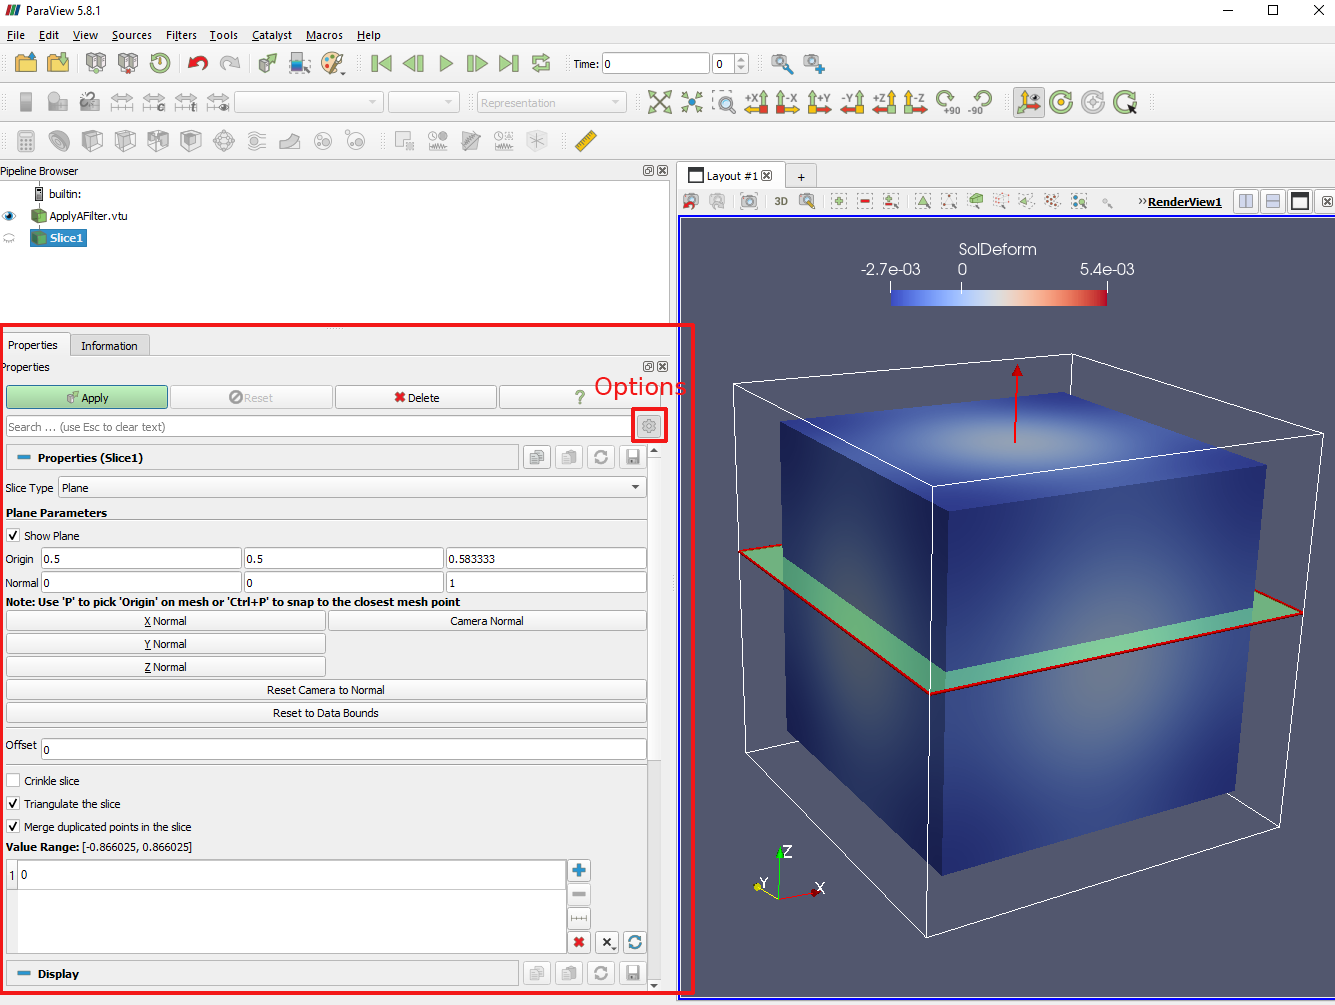 ParaView 5.8.1
File Edit View Sources Filters Tools Catalyst Macros Help
Time: 0 0
Representation
+X -X +Y -Y +Z -Z +90 -90
Pipeline Browser
builtin:
ApplyAFilter.vtu
Slice1
Layout #1 +
3D
» RenderView1
SolDeform
-2.7e-03 0 5.4e-03
Z
Y
X
Properties Information
Properties
Options
Apply Reset Delete ?
Search ... (use Esc to clear text)
Properties (Slice1)
Slice Type Plane
Plane Parameters
Show Plane
Origin 0.5 0.5 0.583333
Normal 0 0 1
Note: Use 'P' to pick 'Origin' on mesh or 'Ctrl+P' to snap to the closest mesh point
X Normal Camera Normal
Y Normal
Z Normal
Reset Camera to Normal
Reset to Data Bounds
Offset 0
Crinkle slice
Triangulate the slice
Merge duplicated points in the slice
Value Range: [-0.866025, 0.866025]
1 0
Display